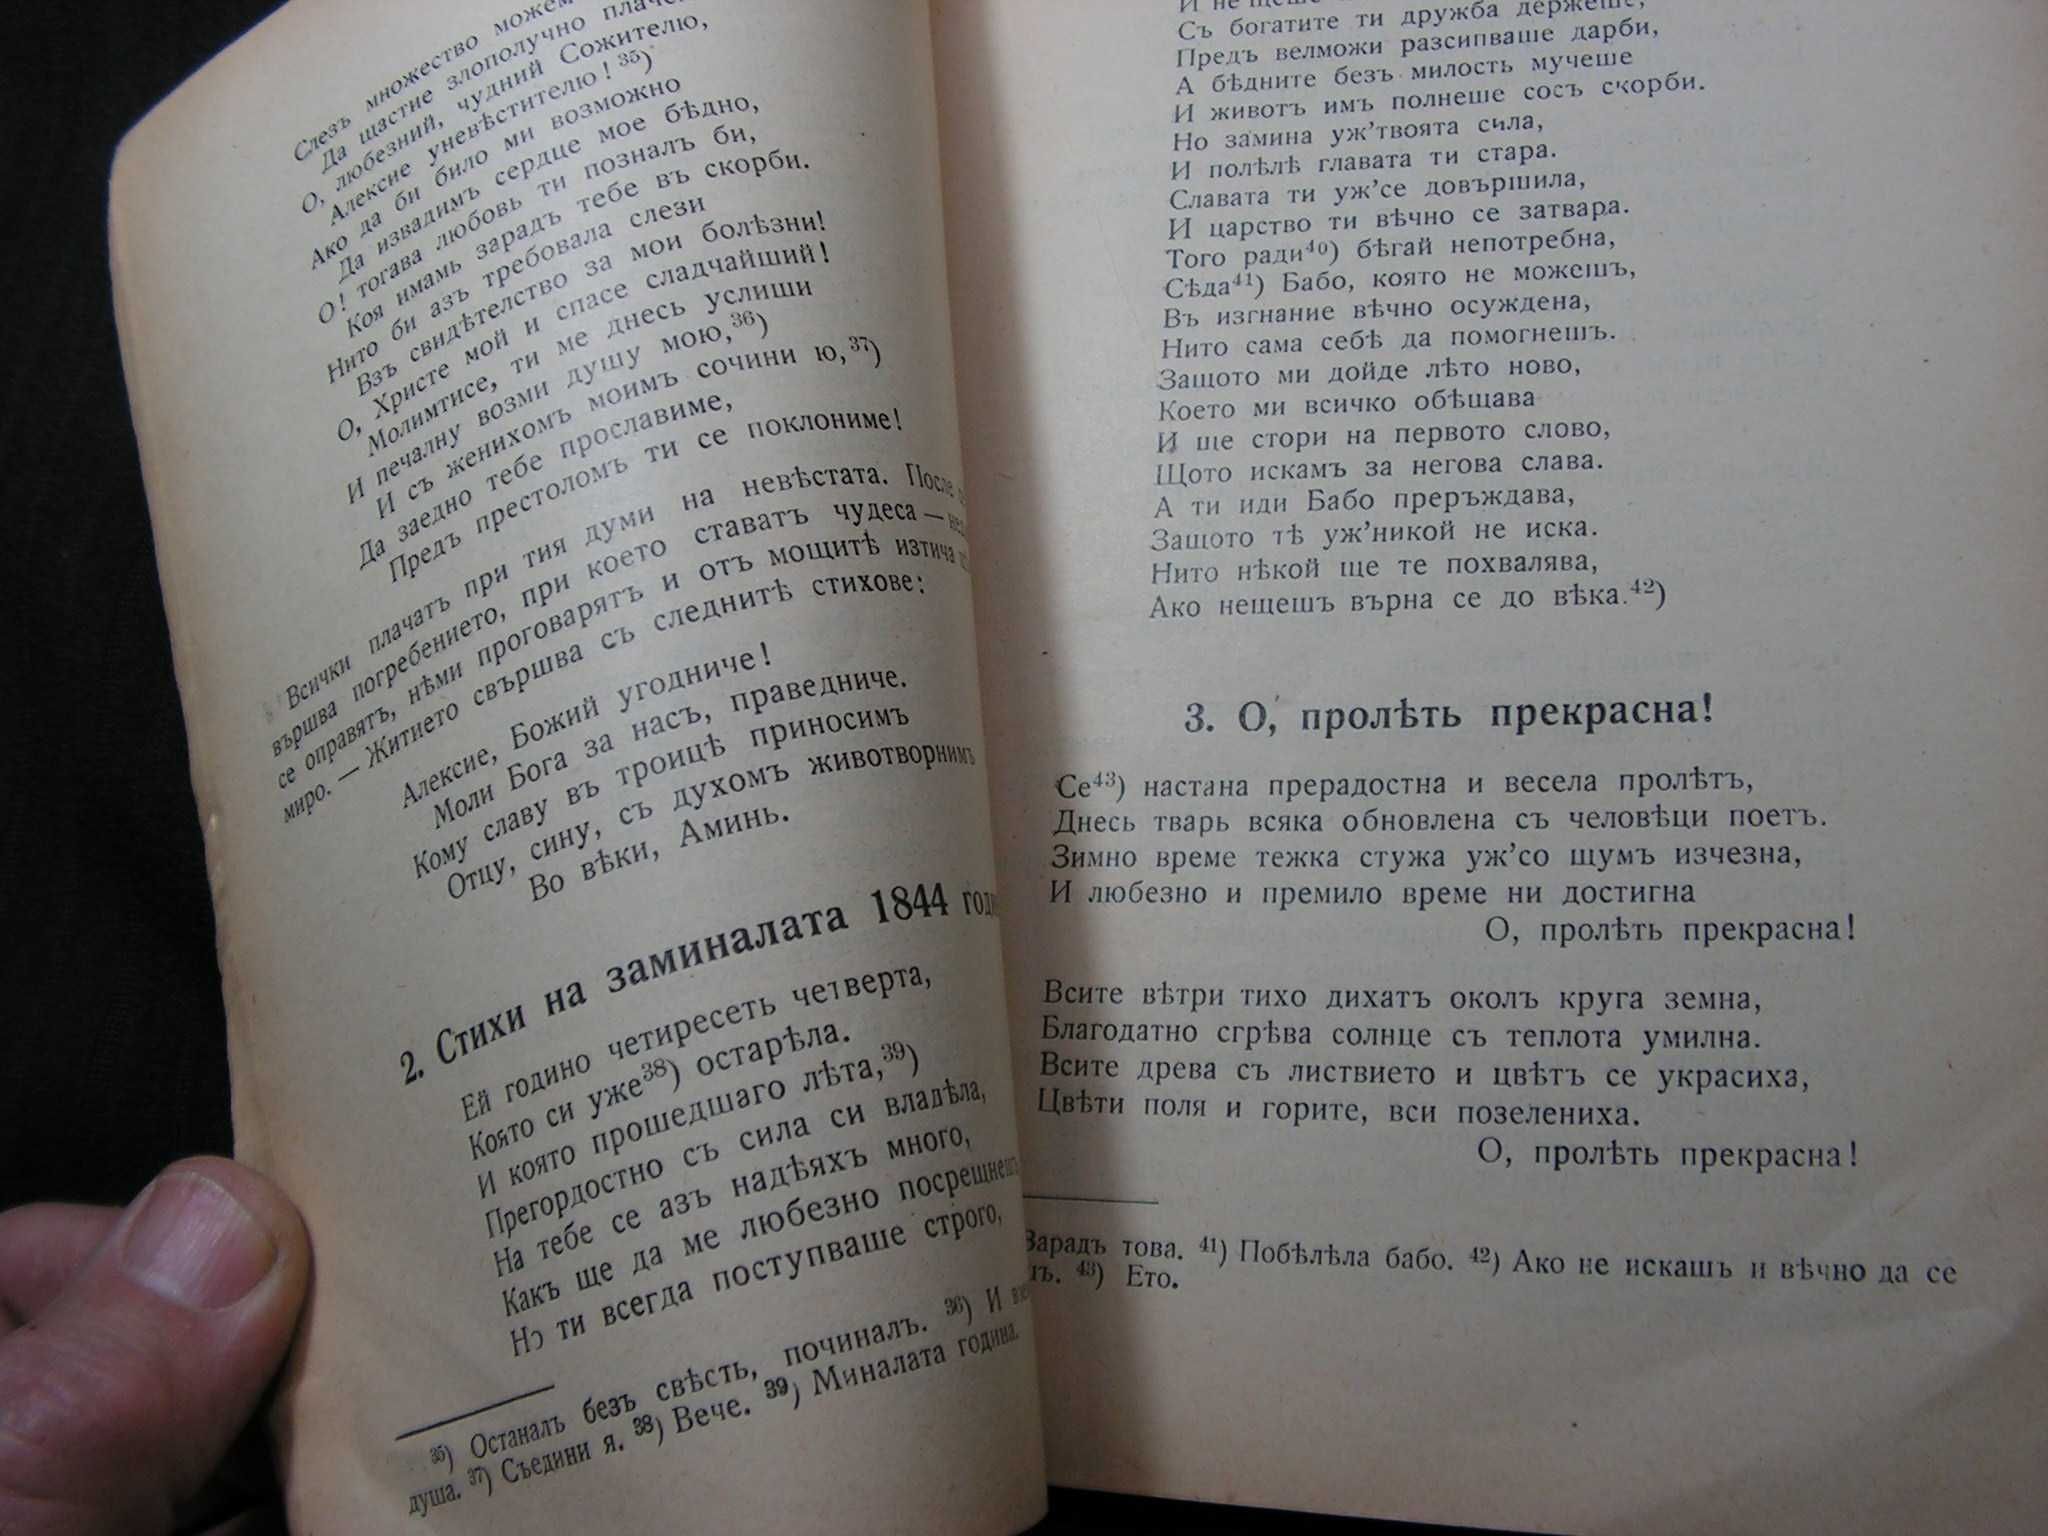 Слезъ множество можемъ
Да щастие злополучно плаче
О, любезний, чудний Сожителю,
Алексие уневѣстителю! 35)
Ако да би било ми возможно
Да извадимъ сердце мое бѣдно,
О! тогава любовь ти позналъ би,
Коя имамь зарадъ тебе въ скорби.
Нито би азъ требовала слези
Взъ свидѣтелство за мои болѣзни!
О, Христе мой и спасе сладчайший!
Молимтисе, ти ме днесь услиши
И печалну возми душу мою, 36)
И съ женихомъ моимъ сочини ю, 37)
Да заедно тебе прославиме,
Предъ престоломъ ти се поклониме!
Всички плачатъ при тия думи на невѣстата. После
вършва погребението, при което ставатъ чудеса —
се оправятъ, нѣми проговарятъ и отъ мощитѣ изтича
миро. — Житието свършва съ следнитѣ стихове:
Алексие, Божий угодниче!
Моли Бога за насъ, праведниче.
Кому славу въ троицѣ приносимъ
Отцу, сину, съ духомъ животворнимъ
Во вѣки, Аминь.
2. Стихи на заминалата 1844
Ей годино четиресеть четверта,
Която си уже 38) остарѣла.
И която прошедшаго лѣта, 39)
Прегордостно съ сила си владѣла,
На тебе се азъ надѣяхъ много,
Какъ ще да ме любезно посрещнешъ
Но ти всегда поступваше строго,
35) Осталъ безъ свѣсть, починалъ. 36) И
душа. 37) Съедини я. 38) Вече. 39) Миналата година.
И не щеше
Съ богатите ти дружба держеше,
Предъ велможи разсипваше дарби,
А бѣдните безъ милость мучеше
И животъ имъ полнеше сосъ скорби.
Но замина уж'твоята сила,
И полѣлѣ главата ти стара.
Славата ти уж'се довършила,
И царство ти вѣчно се затвара.
Того ради 40) бѣгай непотребна,
Сѣда 41) Бабо, която не можешъ,
Въ изгнание вѣчно осуждена,
Нито сама себѣ да помогнешъ.
Защото ми дойде лѣто ново,
Което ми всичко обѣщава
И ще стори на первото слово,
Щото искамъ за негова слава.
А ти иди Бабо преръждава,
Защото тѣ уж'никой не иска.
Нито нѣкой ще те похвалява,
Ако нещешъ върна се до вѣка. 42)
3. О, пролѣть прекрасна!
Се 43) настана прерадостна и весела пролѣтъ,
Днесь тварь всяка обновлена съ человѣци поетъ.
Зимно време тежка стужа уж'со шумъ изчезна,
И любезно и премило време ни достигна
О, пролѣть прекрасна!
Всите вѣтри тихо дихатъ околъ круга земна,
Благодатно сгрѣва солнце съ теплота умилна.
Всите древа съ листвието и цвѣтъ се украсиха,
Цвѣти поля и горите, вси позелениха.
О, пролѣть прекрасна!
Зарадъ това. 41) Побѣлѣла бабо. 42) Ако не искашъ и вѣчно да се
43) Ето.